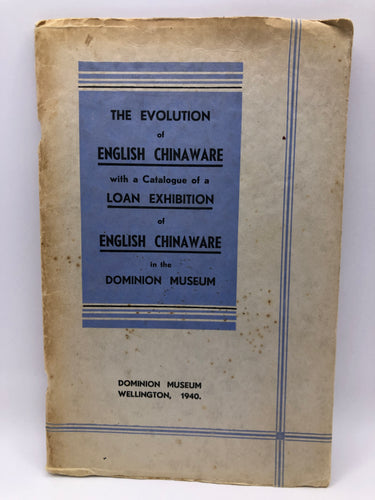 THE EVOLUTION
of
ENGLISH CHINAWARE
with a Catalogue of a
LOAN EXHIBITION
of
ENGLISH CHINAWARE
in the
DOMINION MUSEUM
DOMINION MUSEUM
WELLINGTON, 1940.